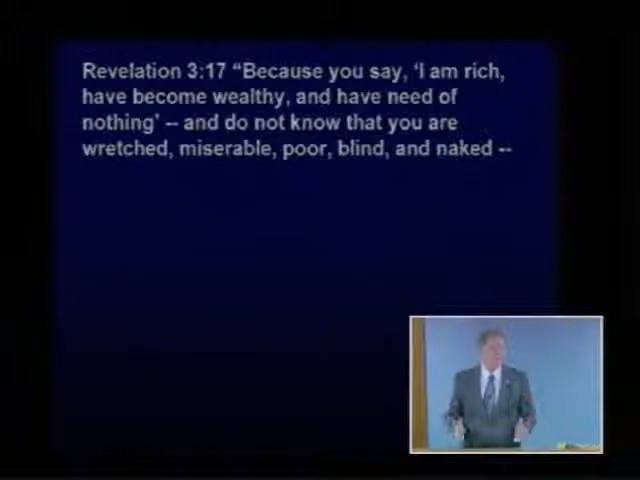 Revelation 3:17 “Because you say, ‘I am rich,
have become wealthy, and have need of
nothing’ -- and do not know that you are
wretched, miserable, poor, blind, and naked --